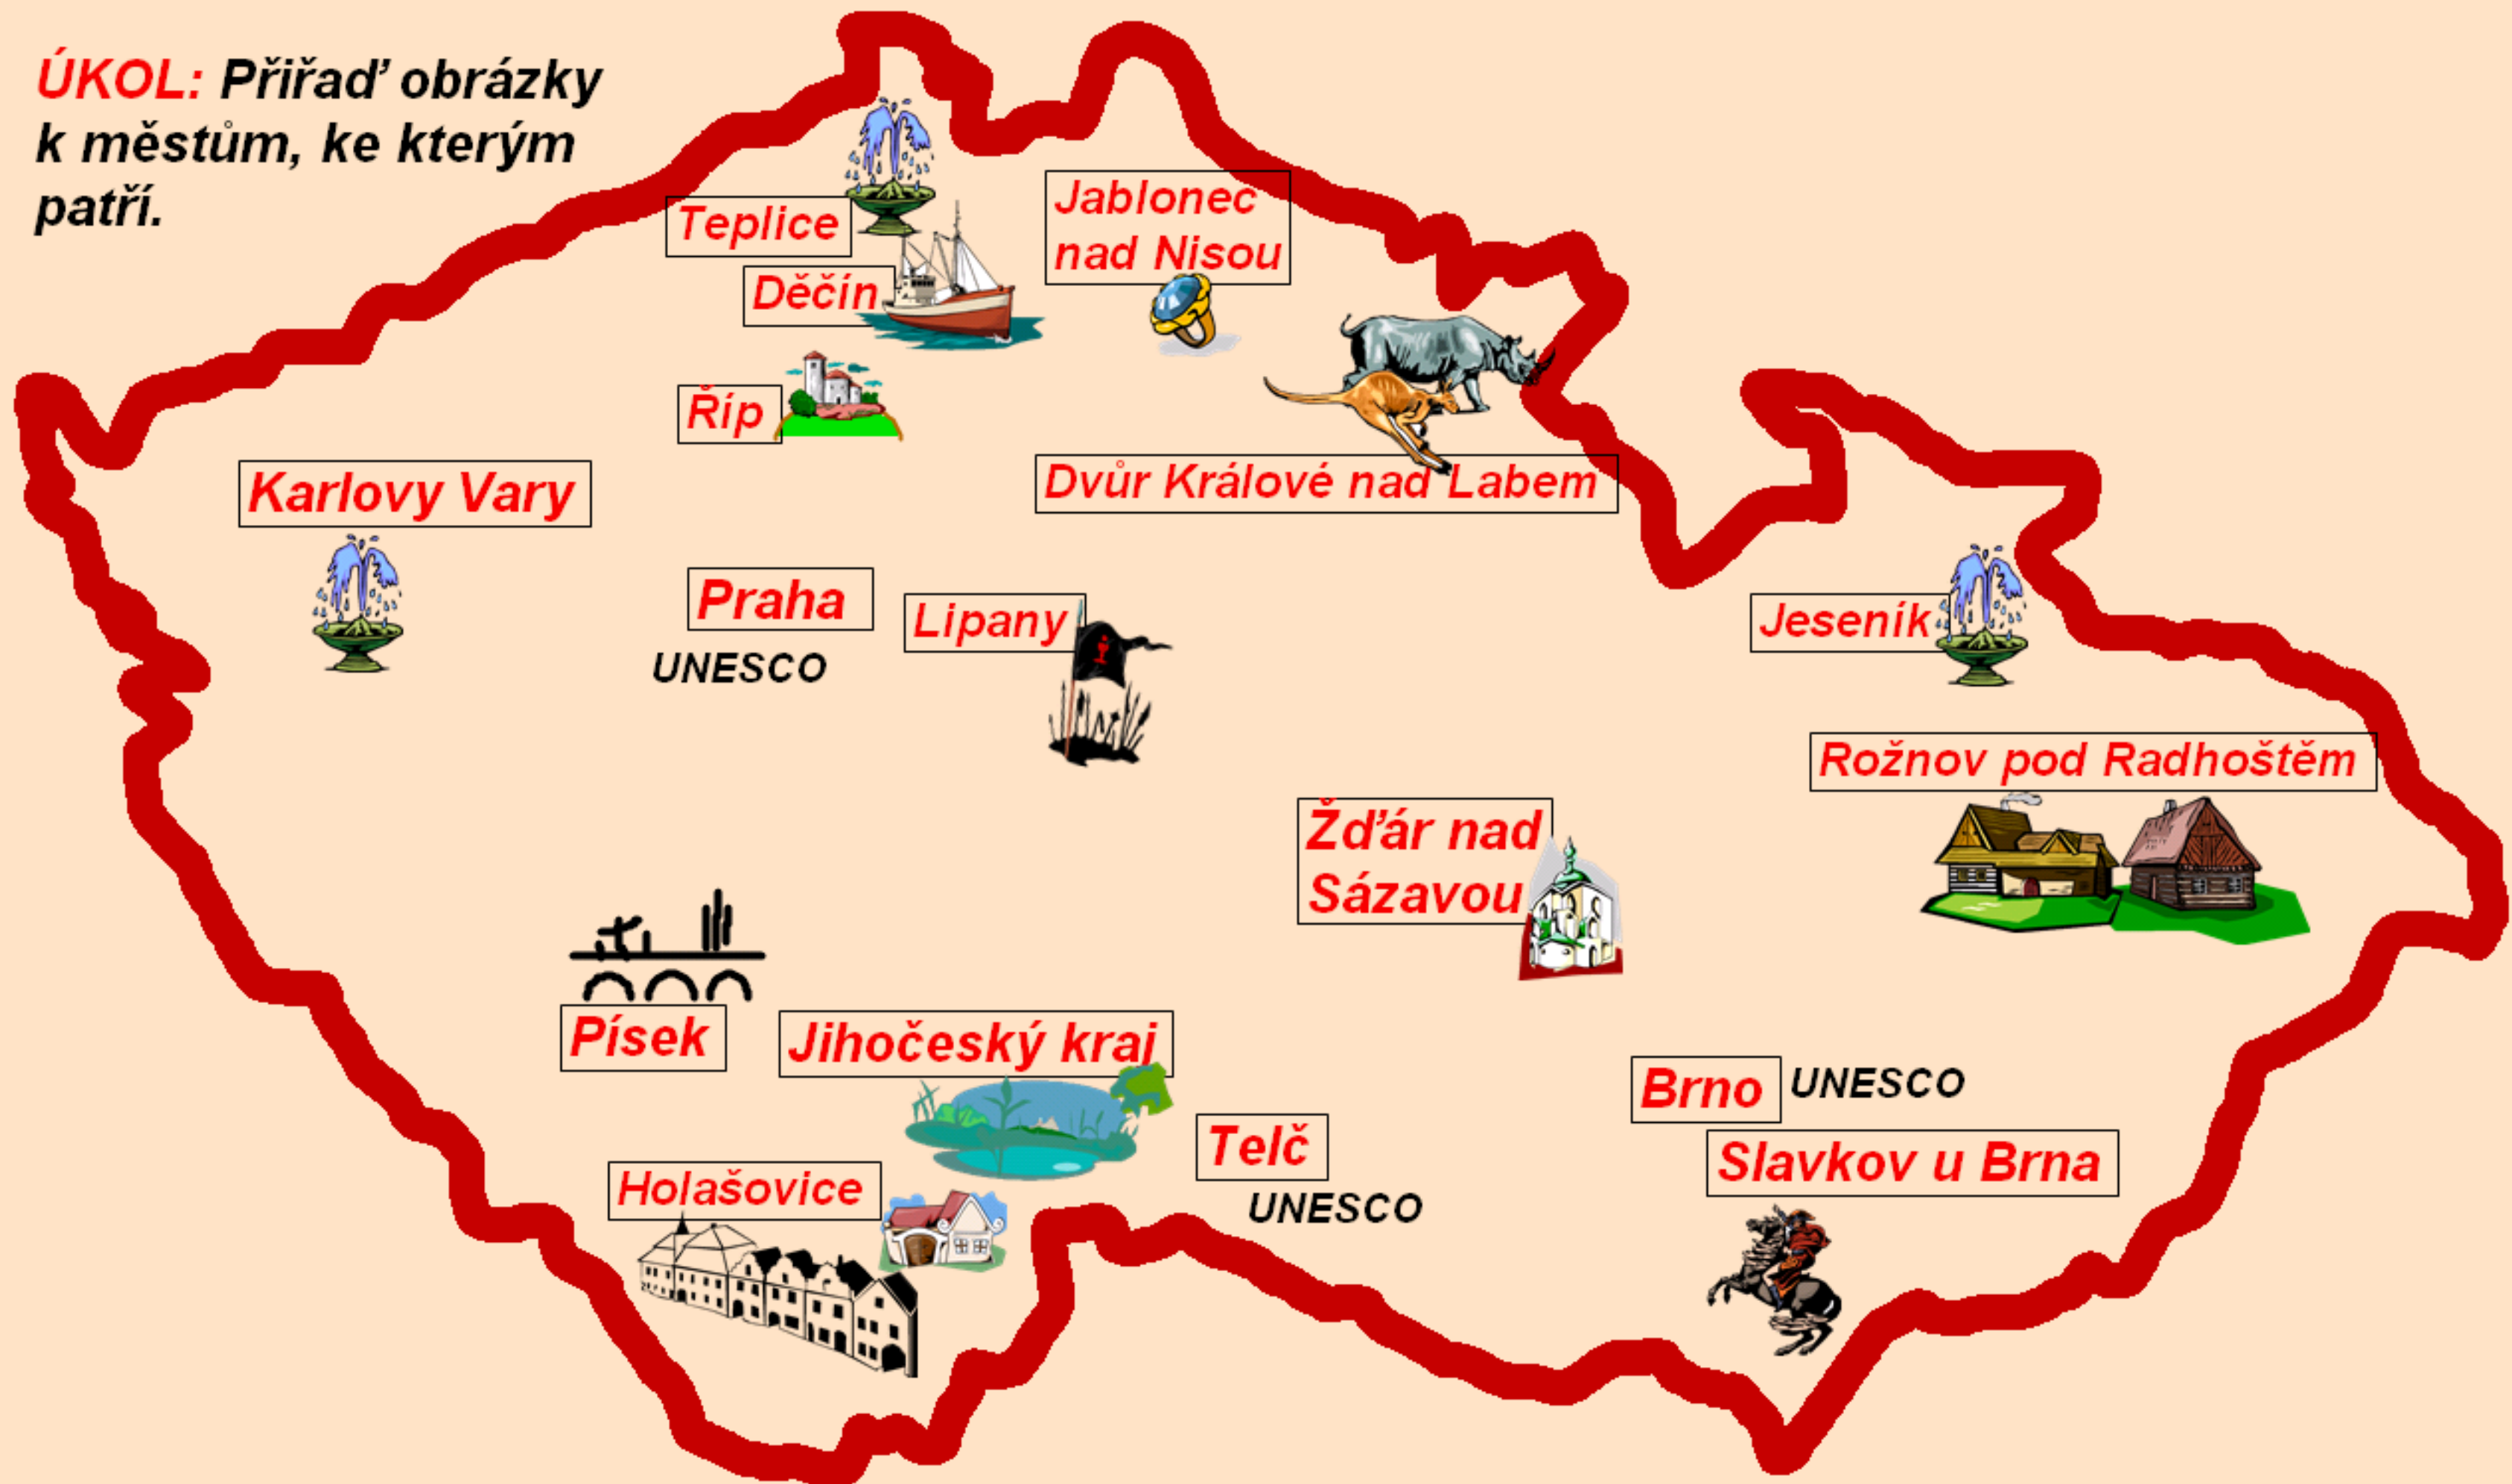 ÚKOL: Přiřaď obrázky
k městům, ke kterým
patří.
Teplice
Jablonec
nad Nisou
Děčín
Říp
Karlovy Vary
Dvůr Králové nad Labem
Praha
UNESCO
Lipany
Jeseník
Rožnov pod Radhoštěm
Žďár nad
Sázavou
Písek
Jihočeský kraj
Brno
UNESCO
Telč
UNESCO
Slavkov u Brna
Holašovice